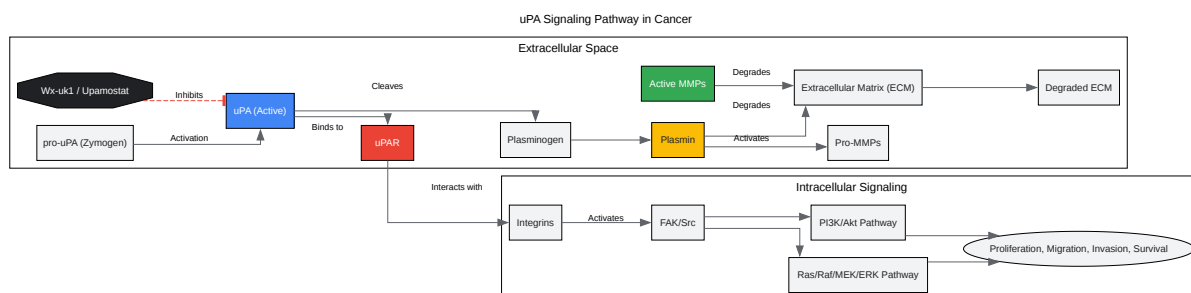 uPA Signaling Pathway in Cancer
Extracellular Space
Wx-uk1 / Upamostat
Inhibits
pro-uPA (Zymogen)
Activation
uPA (Active)
Cleaves
Binds to
uPAR
Plasminogen
Active MMPs
Degrades
Plasmin
Degrades
Activates
Extracellular Matrix (ECM)
Pro-MMPs
Degraded ECM
Interacts with
Intracellular Signaling
Integrins
Activates
FAK/Src
PI3K/Akt Pathway
Ras/Raf/MEK/ERK Pathway
Proliferation, Migration, Invasion, Survival